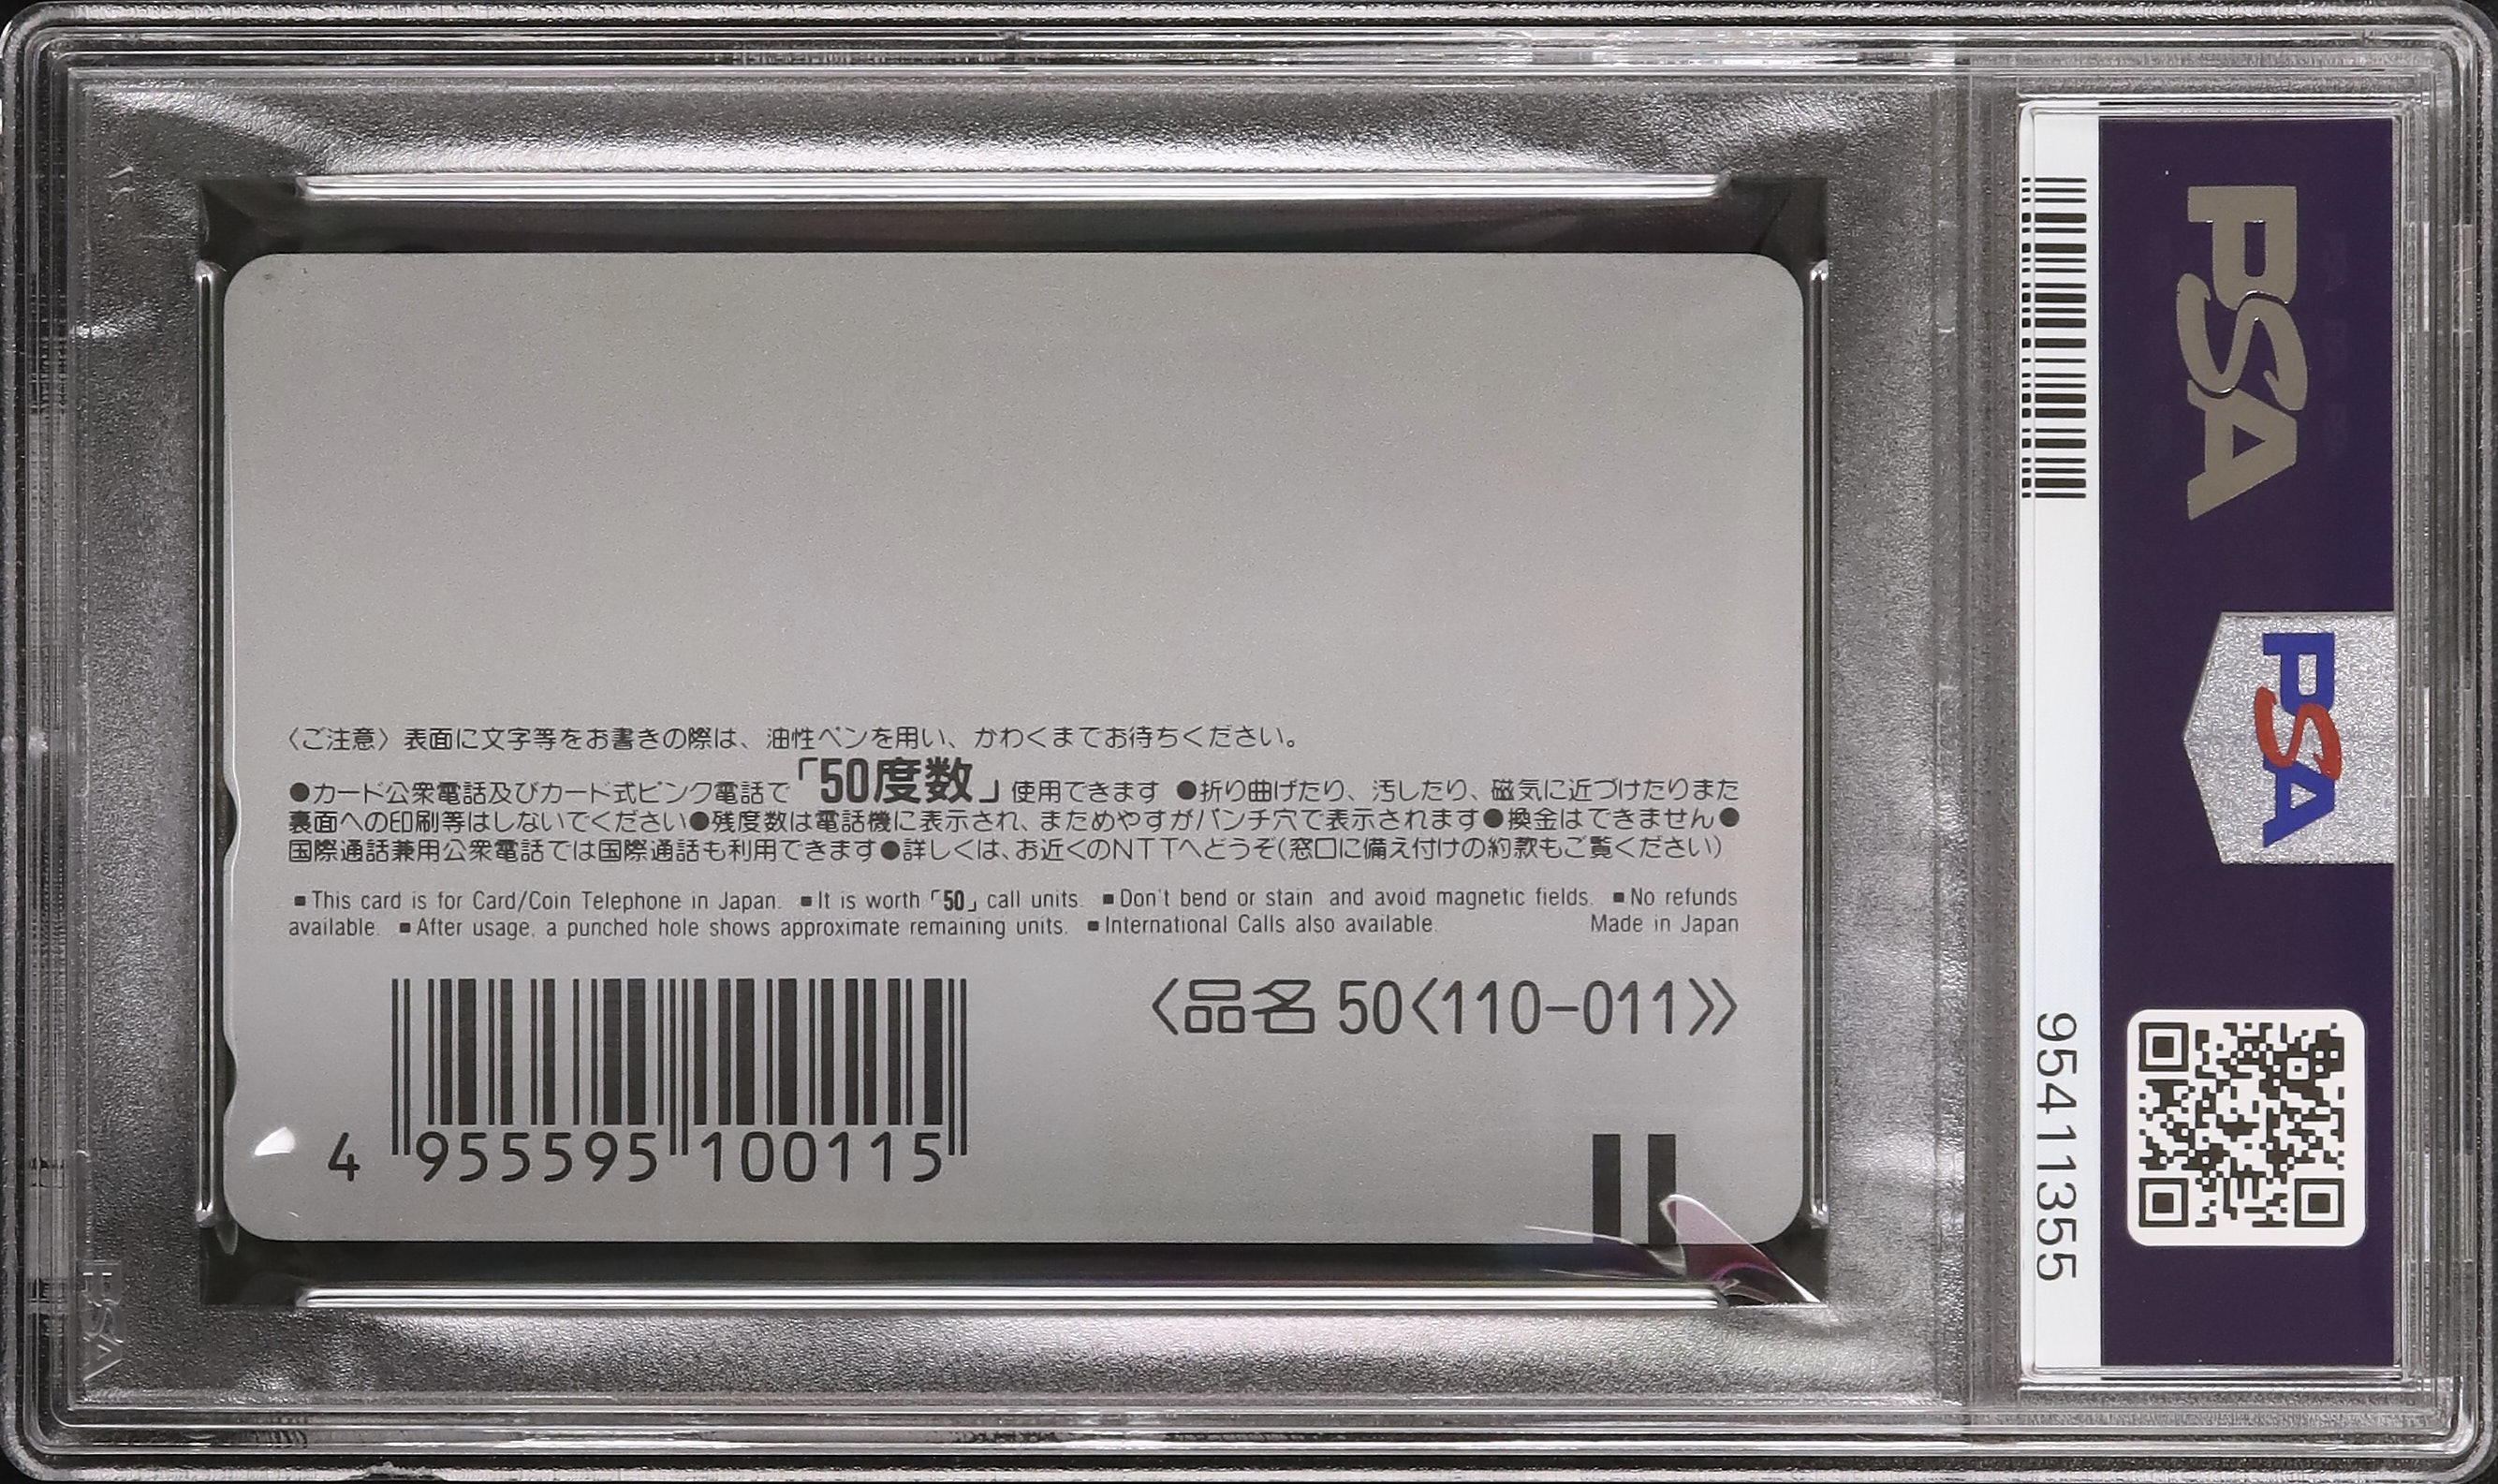 〈ご注意〉表面に文字等をお書きの際は、油性ペンを用い、かわくまでお待ちください。
●カード公衆電話及びカード式ピンク電話で「50度数」使用できます ●折り曲げたり、汚したり、磁気に近づけたりまた
裏面への印刷等はしないでください●残度数は電話機に表示され、まためやすがパンチ穴で表示されます●換金はできません●
国際通話兼用公衆電話では国際通話も利用できます●詳しくは、お近くのNTTへどうぞ(窓口に備え付けの約款もご覧ください)
■This card is for Card/Coin Telephone in Japan. ■It is worth「50」call units. ■Don't bend or stain and avoid magnetic fields. ■No refunds
available. ■After usage, a punched hole shows approximate remaining units. ■International Calls also available. Made in Japan
〈品名 50〈110-011〉〉
4 955595 100115
PSA
PSA
95411355
PSA